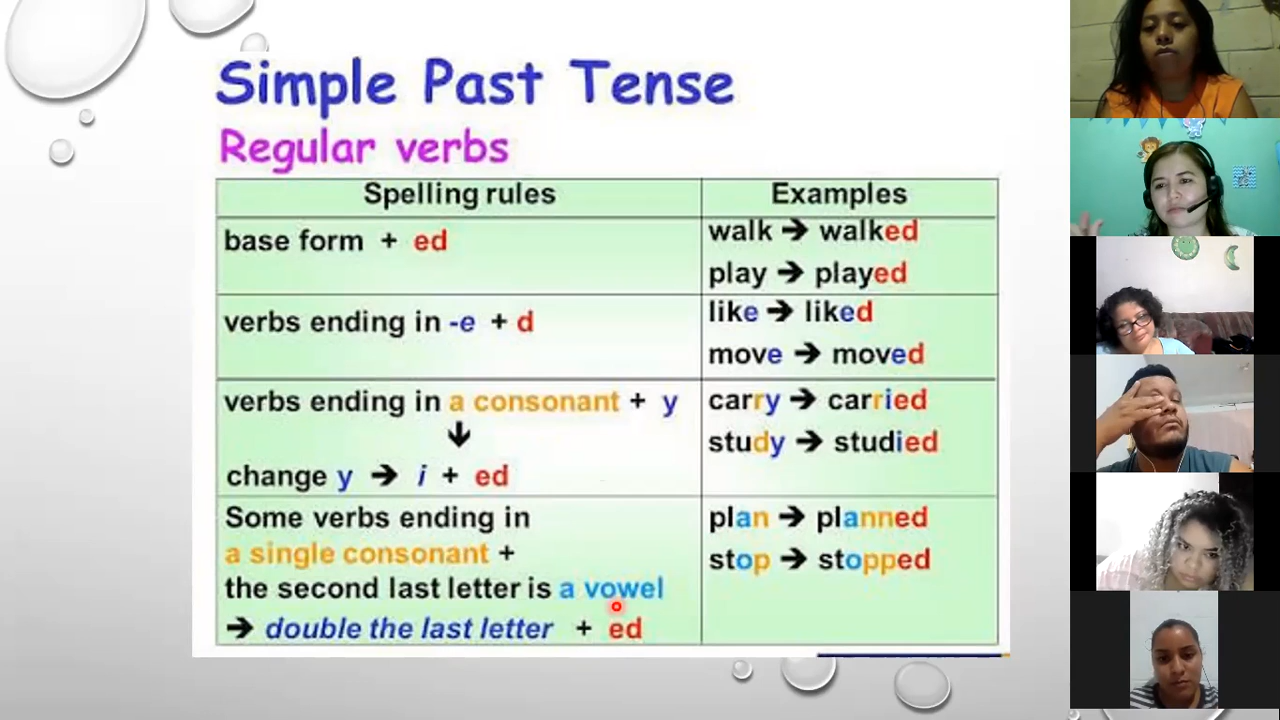 Simple Past Tense
Regular verbs
Spelling rules
Examples
base form + ed
walk ➔ walked
play ➔ played
verbs ending in -e + d
like ➔ liked
move ➔ moved
verbs ending in a consonant + y
🡓
change y ➔ i + ed
carry ➔ carried
study ➔ studied
Some verbs ending in
a single consonant +
the second last letter is a vowel
➔ double the last letter + ed
plan ➔ planned
stop ➔ stopped